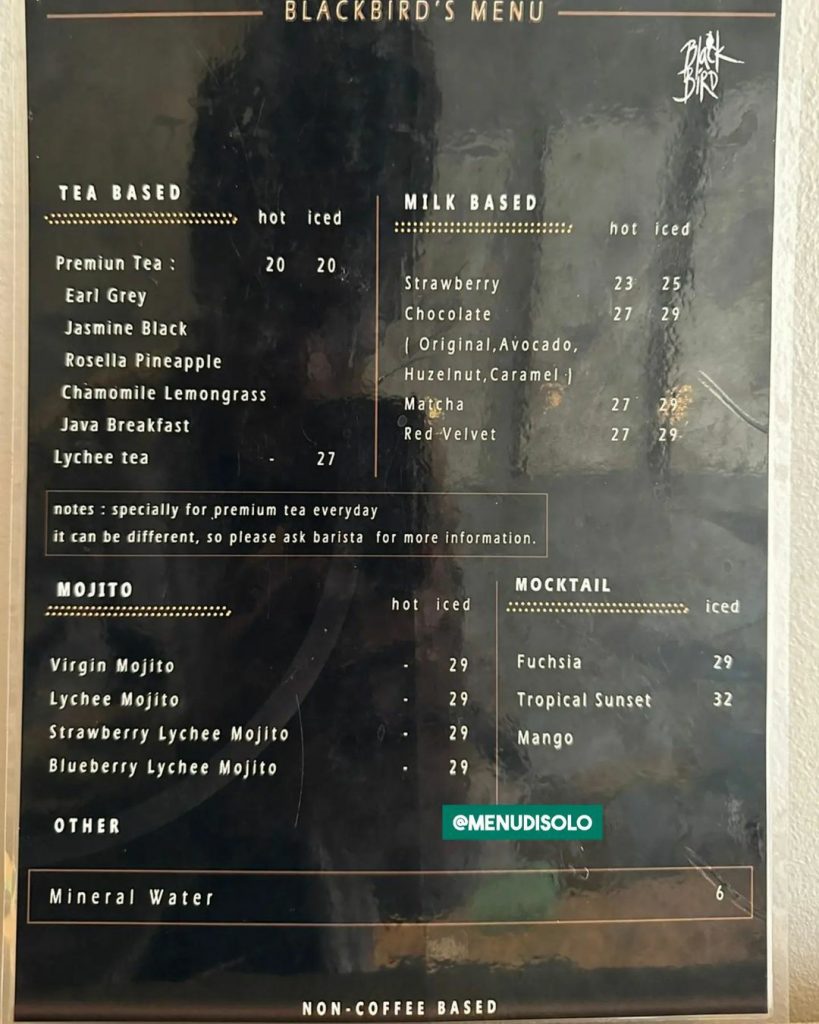 BLACKBIRD'S MENU
Black
BIRD
TEA BASED
hot iced
Premiun Tea : 20 20
Earl Grey
Jasmine Black
Rosella Pineapple
Chamomile Lemongrass
Java Breakfast
Lychee tea - 27
MILK BASED
hot iced
Strawberry 23 25
Chocolate 27 29
( Original,Avocado,
Huzelnut,Caramel )
Matcha 27 29
Red Velvet 27 29
notes : specially for premium tea everyday
it can be different, so please ask barista for more information.
MOJITO
hot iced
Virgin Mojito - 29
Lychee Mojito - 29
Strawberry Lychee Mojito - 29
Blueberry Lychee Mojito - 29
MOCKTAIL
iced
Fuchsia 29
Tropical Sunset 32
Mango
@MENUDISOLO
OTHER
Mineral Water 6
NON-COFFEE BASED